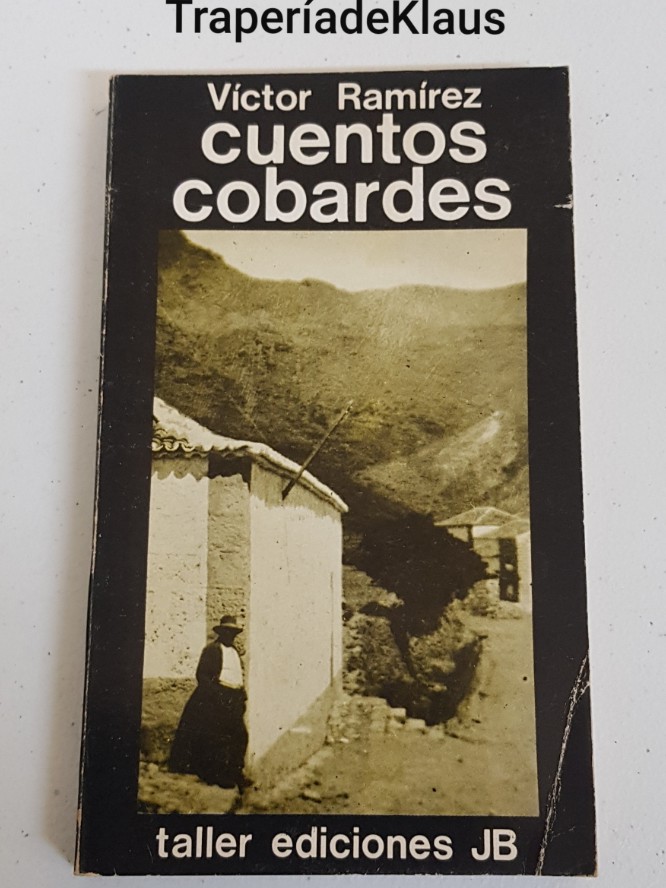 TraperíadeKlaus
Víctor Ramírez
cuentos
cobardes
taller ediciones JB